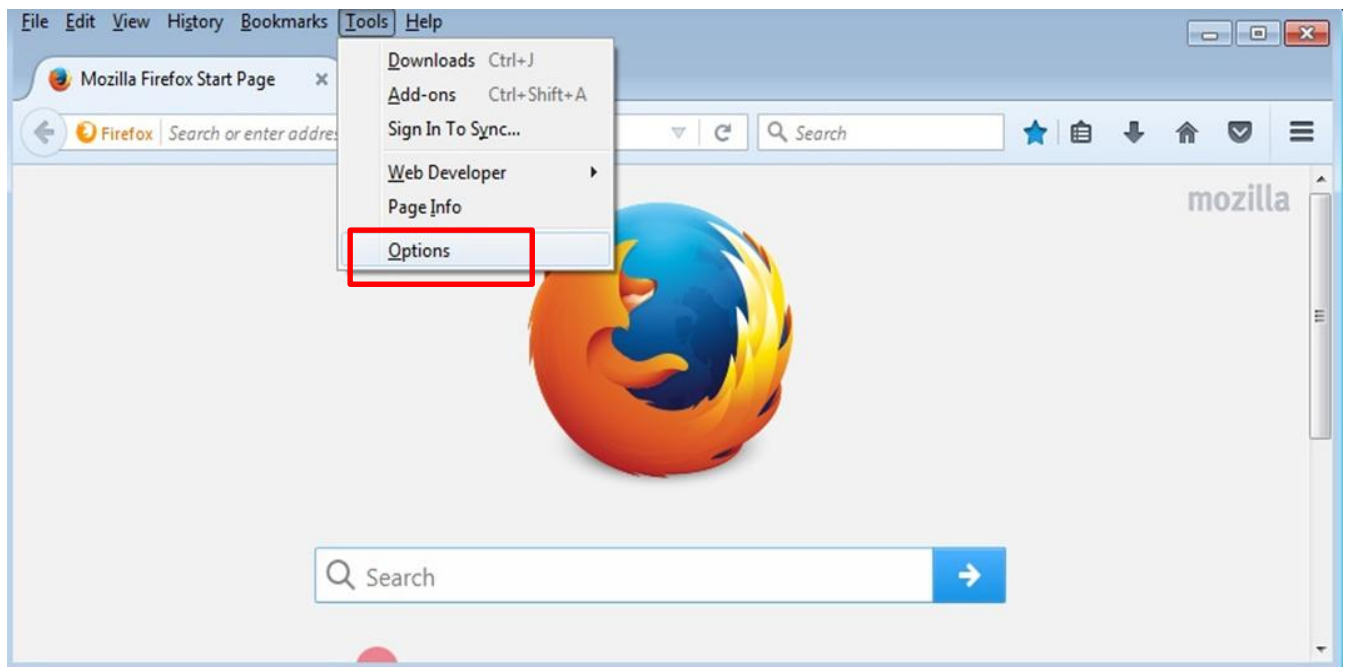 File Edit View History Bookmarks Tools Help
Mozilla Firefox Start Page
Downloads Ctrl+J
Add-ons Ctrl+Shift+A
Sign In To Sync...
Web Developer
Page Info
Options
Firefox Search or enter addres
Search
mozilla
Search